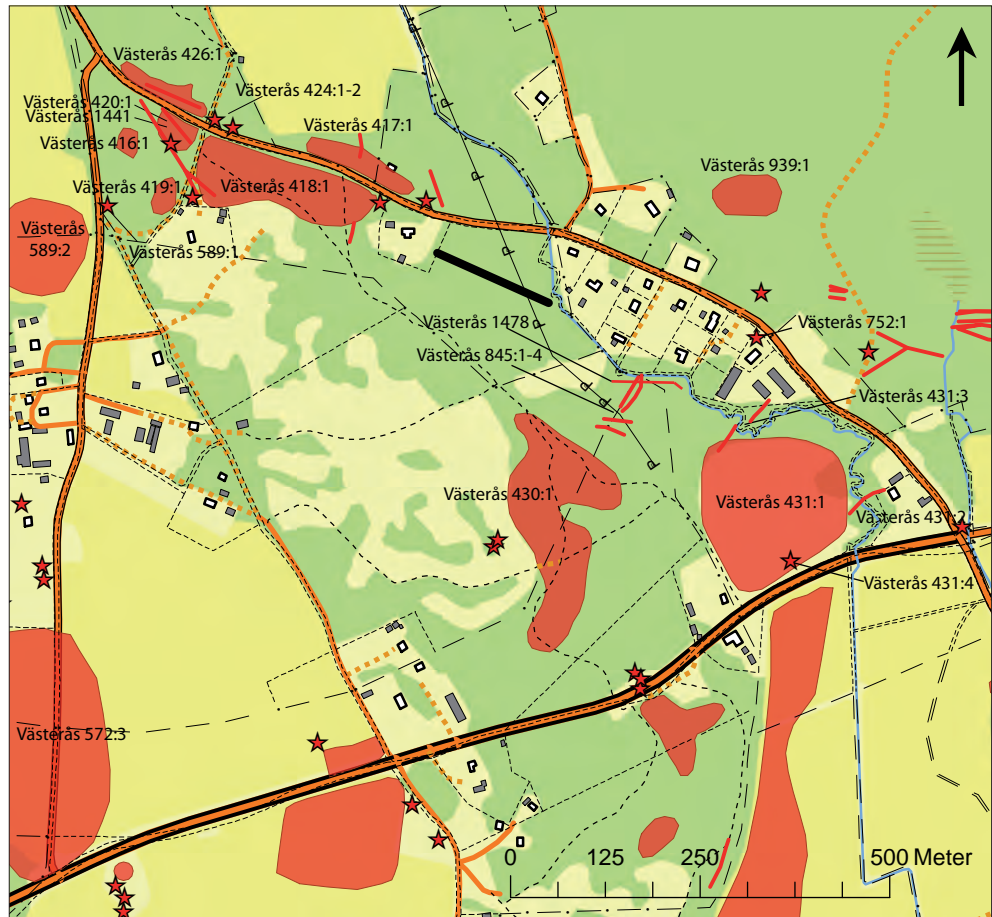 Västerås 426:1
Västerås 420:1
Västerås 424:1-2
Västerås 1441
Västerås 417:1
Västerås 416:1
Västerås 939:1
Västerås 419:1
Västerås 418:1
Västerås
589:2
Västerås 589:1
Västerås 1478
Västerås 752:1
Västerås 845:1-4
Västerås 431:3
Västerås 430:1
Västerås 431:1
Västerås 431:2
Västerås 431:4
Västerås 572:3
0 125 250 500 Meter